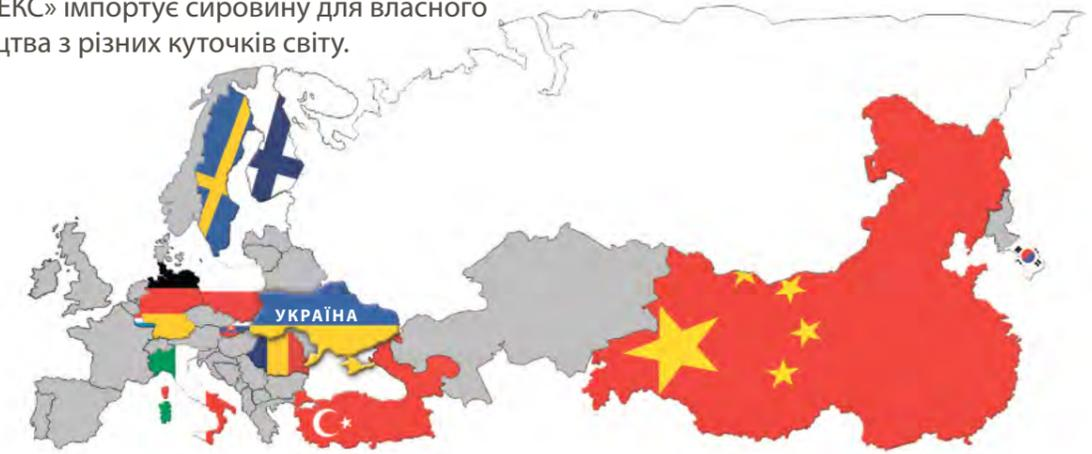 ЕКС» імпортує сировину для власного
цтва з різних куточків світу.
УКРАЇНА